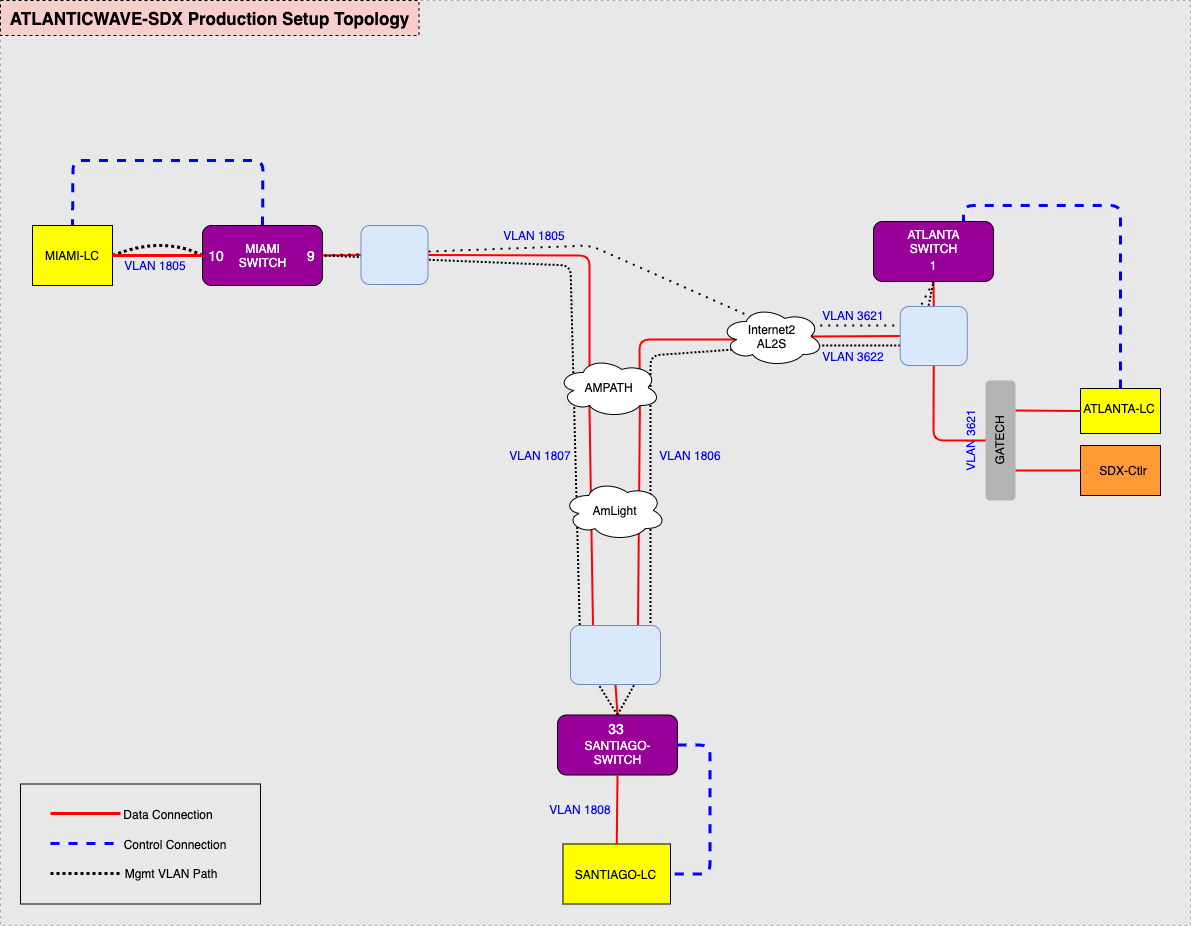 ATLANTICWAVE-SDX Production Setup Topology
MIAMI-LC
VLAN 1805
10
MIAMI
SWITCH
9
VLAN 1805
ATLANTA
SWITCH
1
Internet2
AL2S
VLAN 3621
VLAN 3622
AMPATH
VLAN 3621
GATECH
ATLANTA-LC
SDX-Ctlr
VLAN 1807
VLAN 1806
AmLight
33
SANTIAGO-
SWITCH
VLAN 1808
SANTIAGO-LC
Data Connection
Control Connection
Mgmt VLAN Path